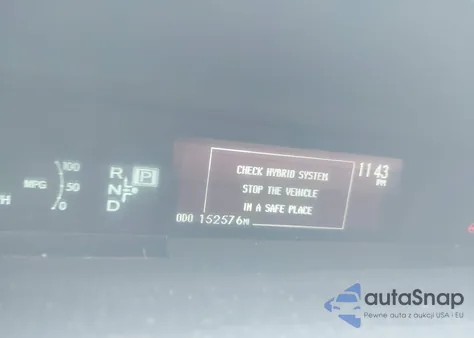 100
MPG 50
0
R P
N
D
CHECK HYBRID SYSTEM
STOP THE VEHICLE
IN A SAFE PLACE
11:43
PM
ODO 152576MI
autaSnap
Pewne auta z aukcji USA i EU